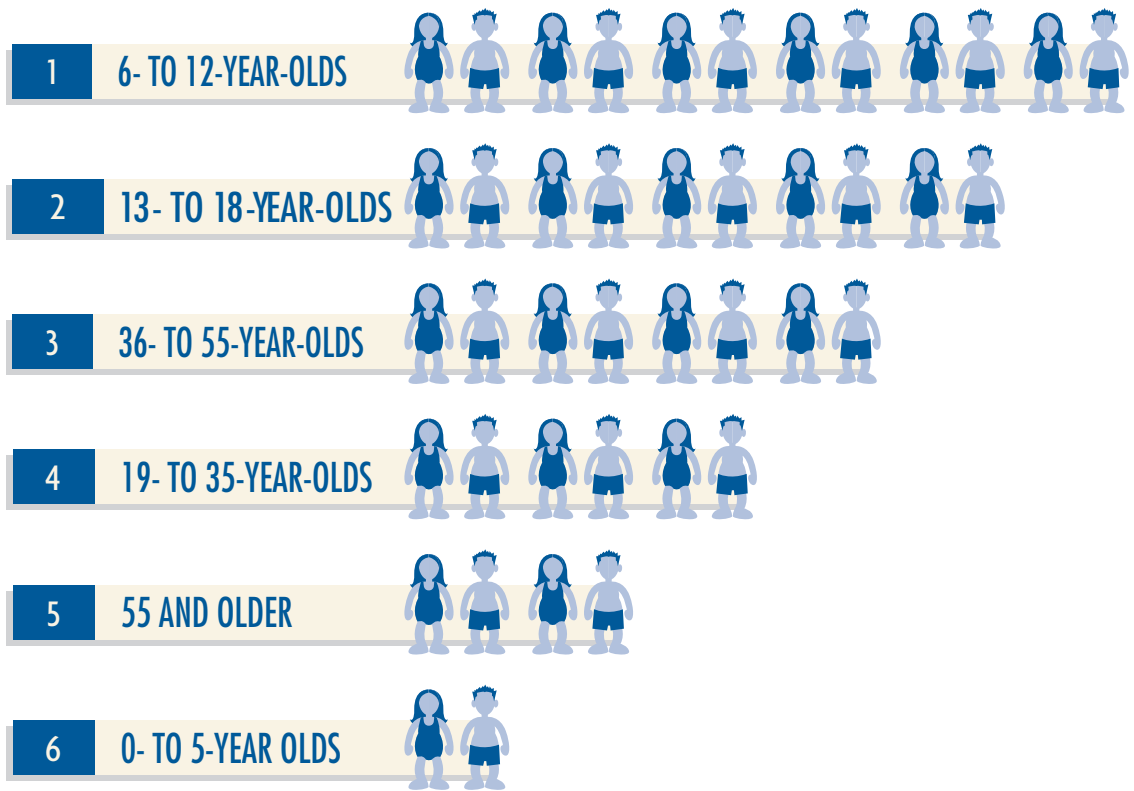 1 6- TO 12-YEAR-OLDS
2 13- TO 18-YEAR-OLDS
3 36- TO 55-YEAR-OLDS
4 19- TO 35-YEAR-OLDS
5 55 AND OLDER
6 0- TO 5-YEAR OLDS